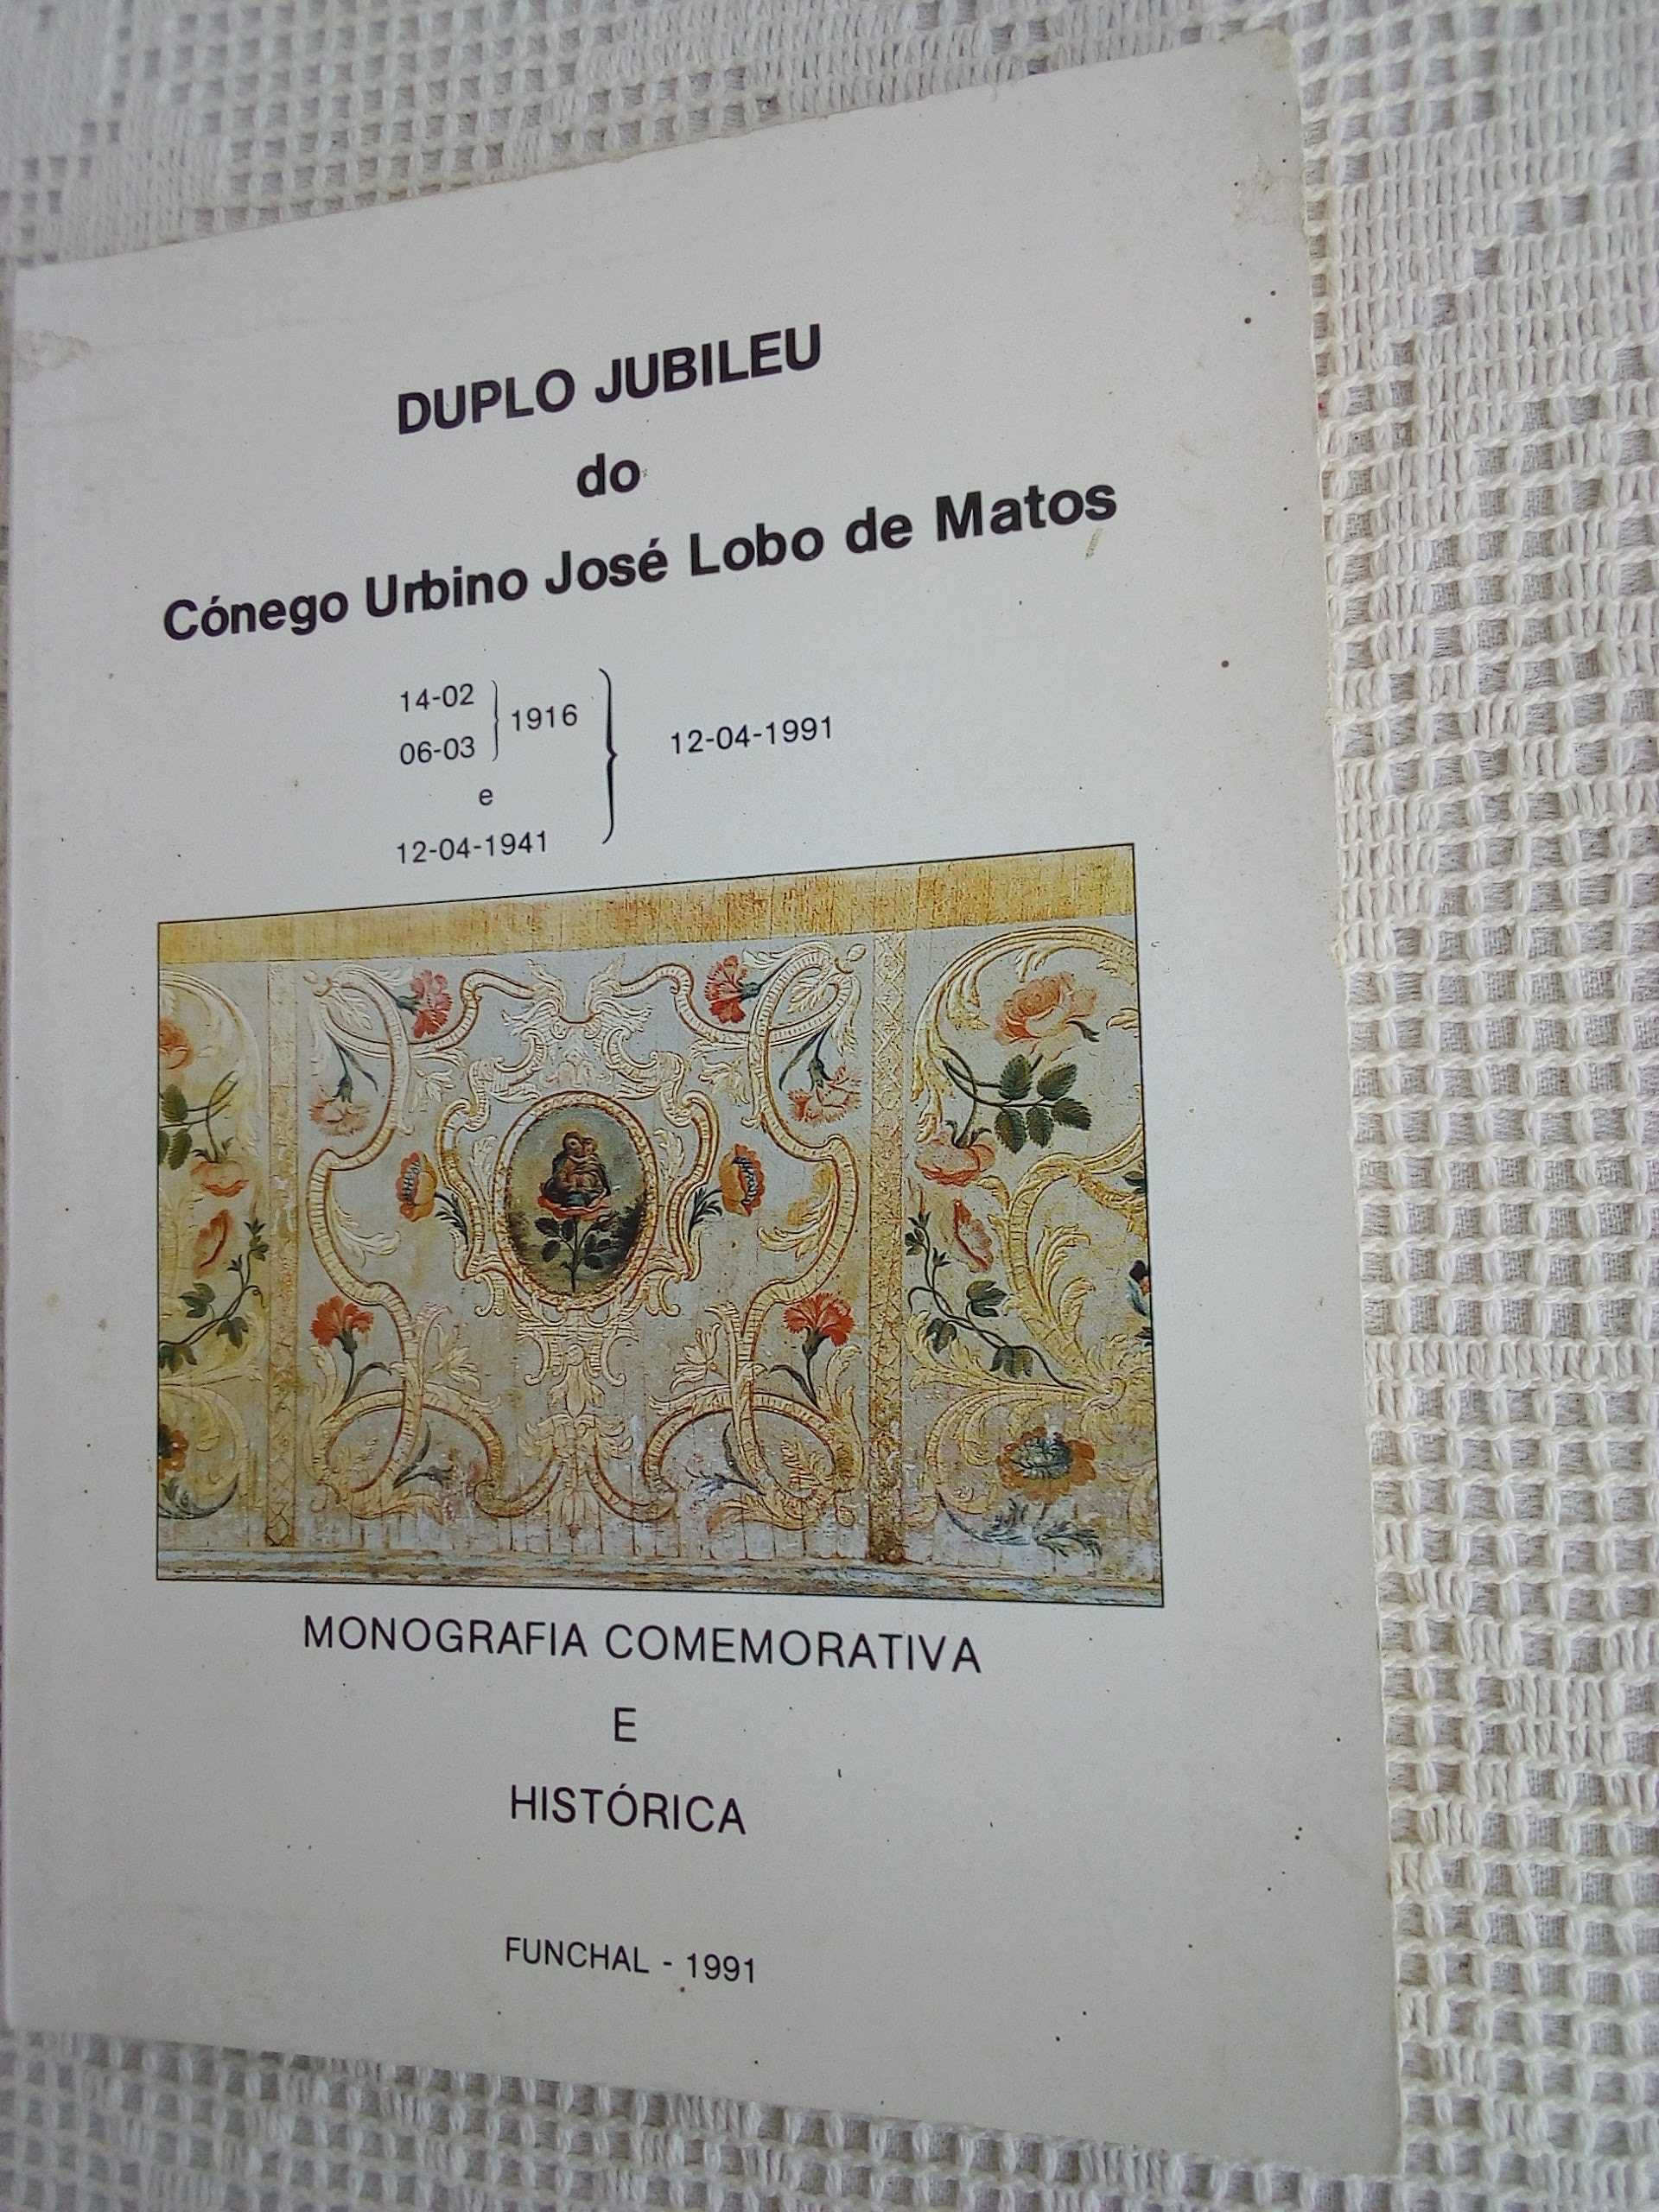 DUPLO JUBILEU
do
Cónego Urbino José Lobo de Matos
14-02
06-03
1916
e
12-04-1941
12-04-1991
MONOGRAFIA COMEMORATIVA
E
HISTÓRICA
FUNCHAL - 1991